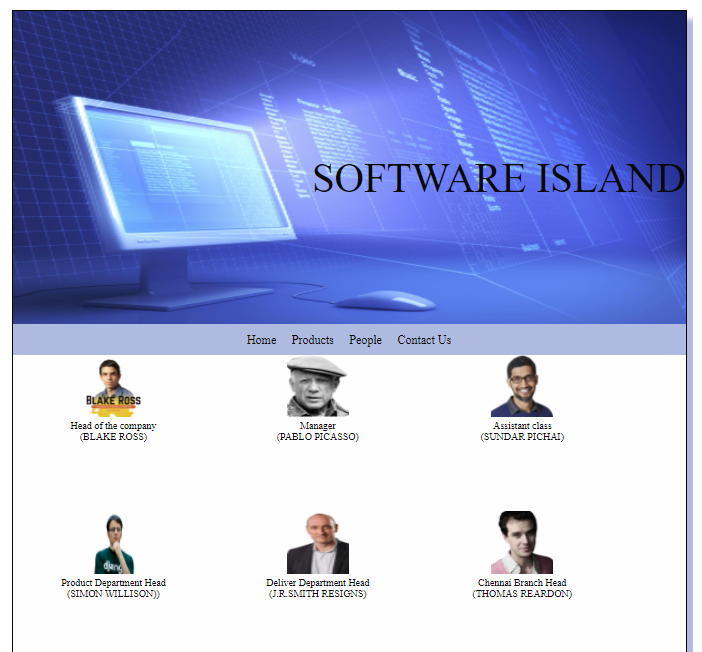 Video
Music
SOFTWARE ISLAND
Home Products People Contact Us
BLAKE ROSS
Head of the company
(BLAKE ROSS)
Manager
(PABLO PICASSO)
Assistant class
(SUNDAR PICHAI)
django
Product Department Head
(SIMON WILLISON))
Deliver Department Head
(J.R.SMITH RESIGNS)
Chennai Branch Head
(THOMAS REARDON)